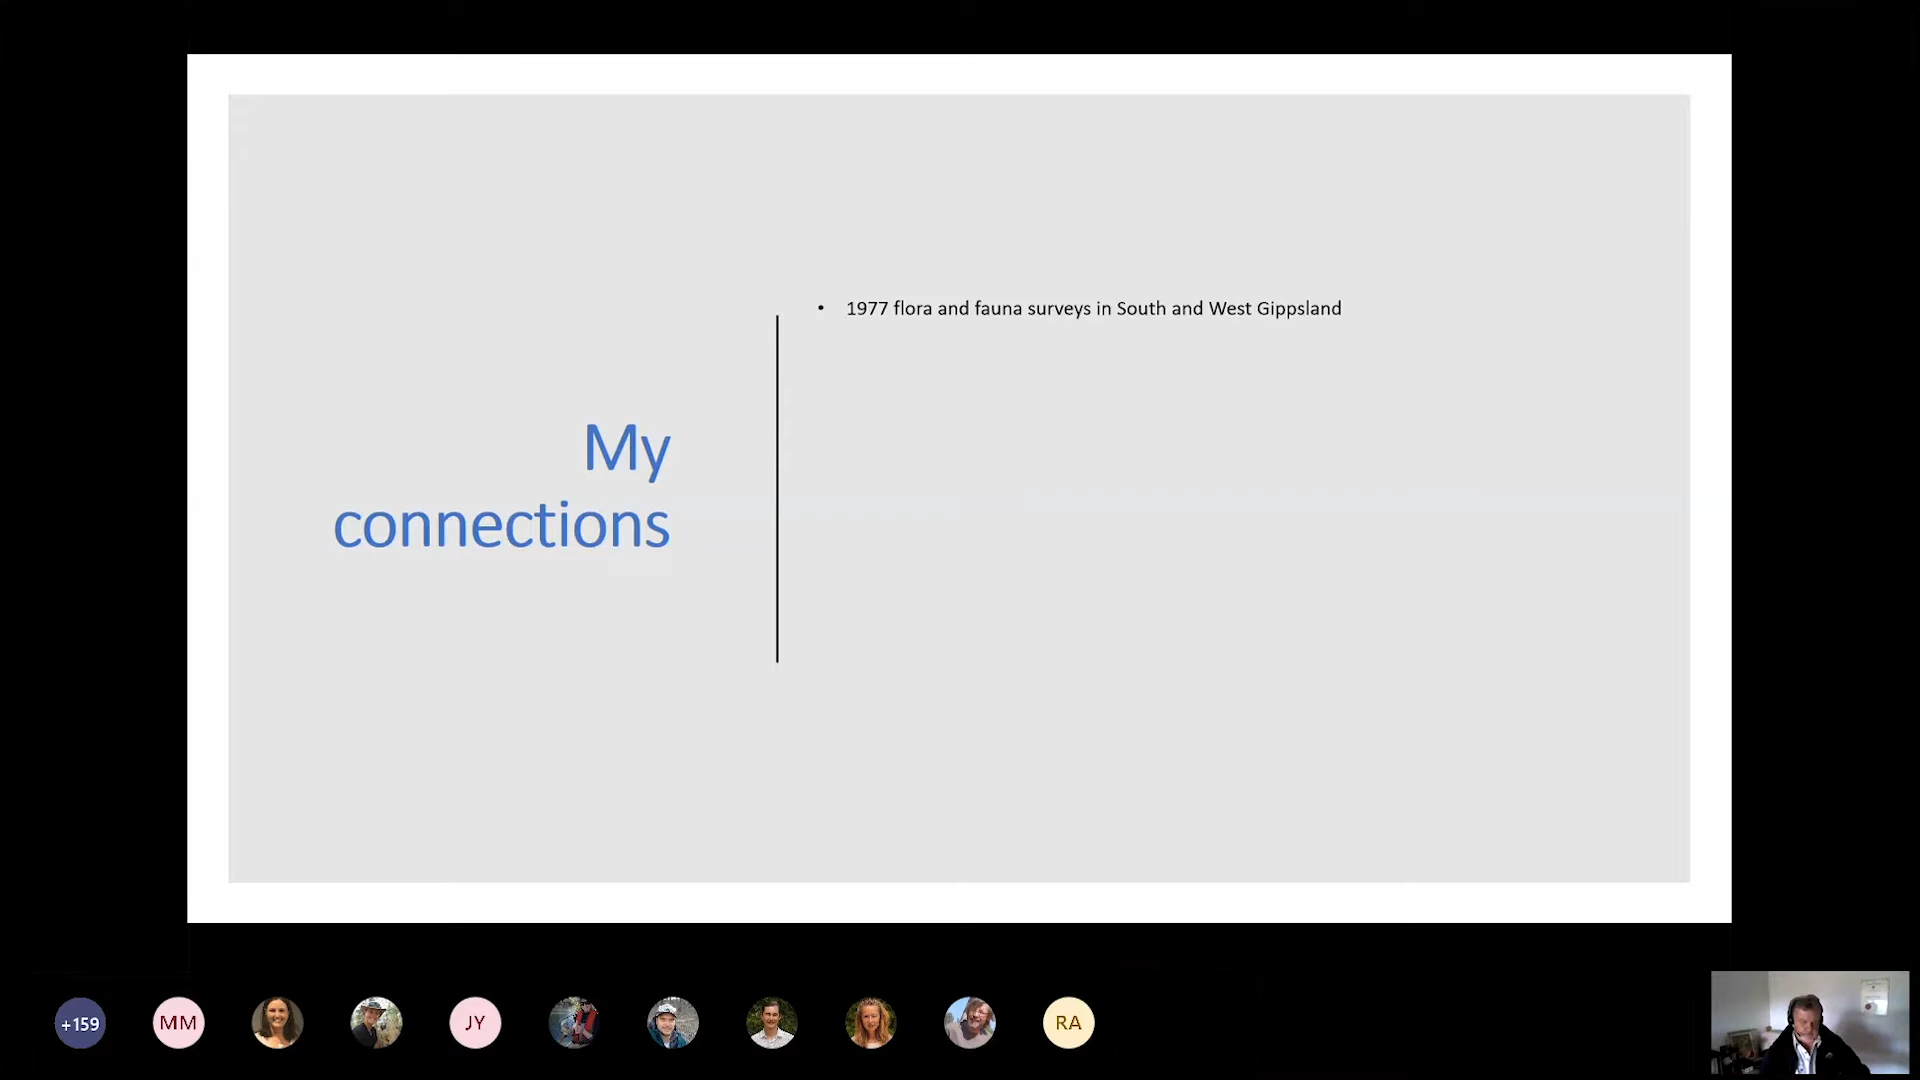 • 1977 flora and fauna surveys in South and West Gippsland
My
connections
+159
MM
JY
RA